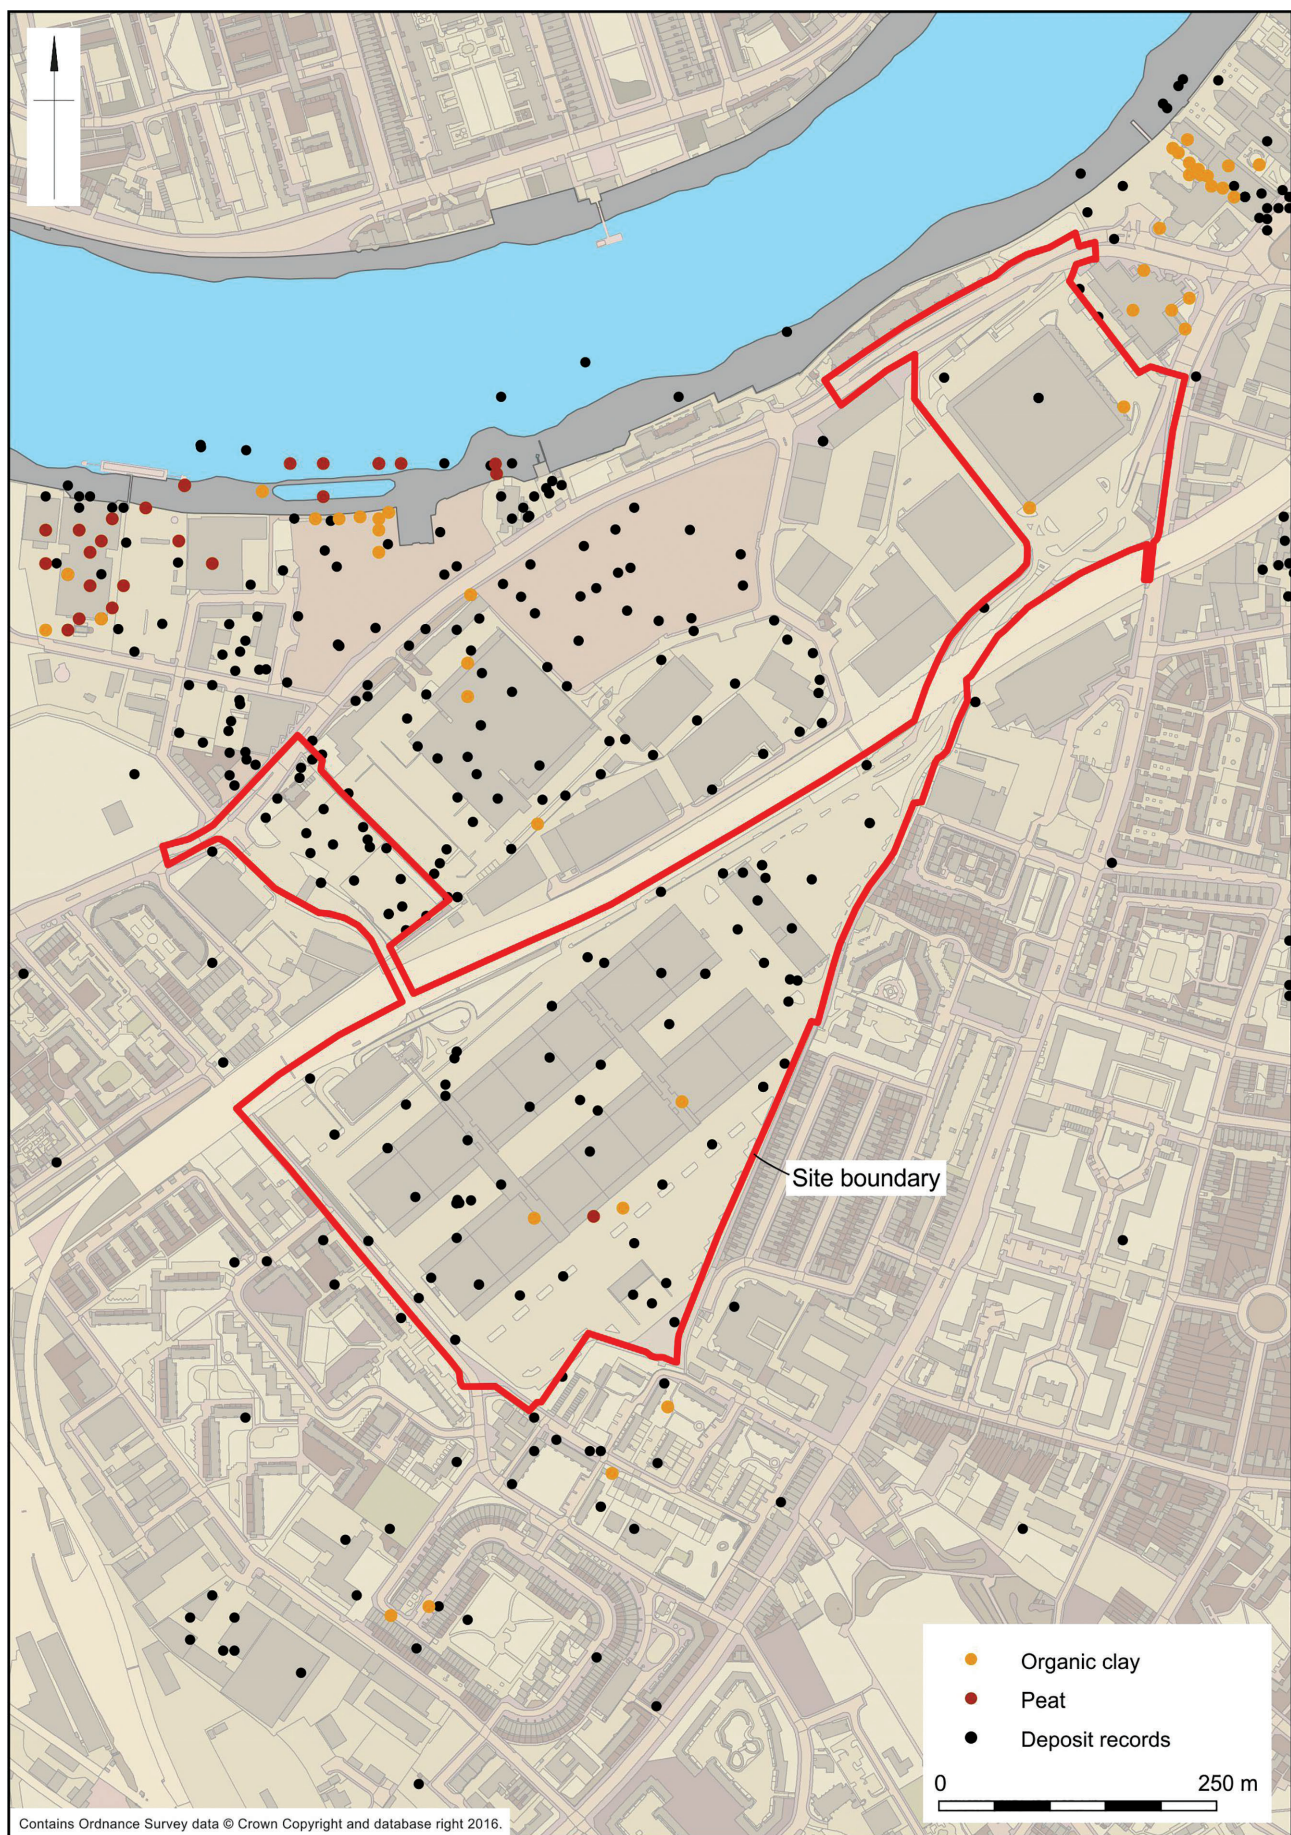 Site boundary
Organic clay
Peat
Deposit records
0 250 m
Contains Ordnance Survey data © Crown Copyright and database right 2016.